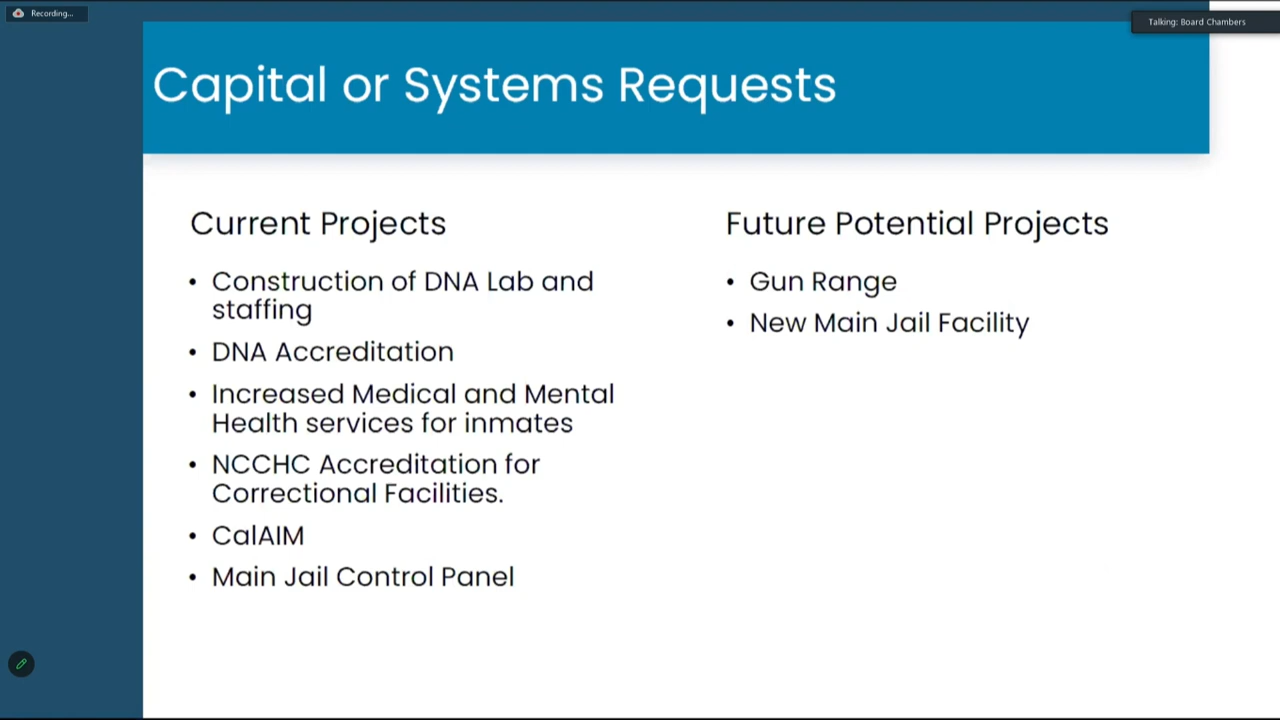 Recording...
Talking: Board Chambers
Capital or Systems Requests
Current Projects
• Construction of DNA Lab and
staffing
• DNA Accreditation
• Increased Medical and Mental
Health services for inmates
• NCCHC Accreditation for
Correctional Facilities.
• CalAIM
• Main Jail Control Panel
Future Potential Projects
• Gun Range
• New Main Jail Facility